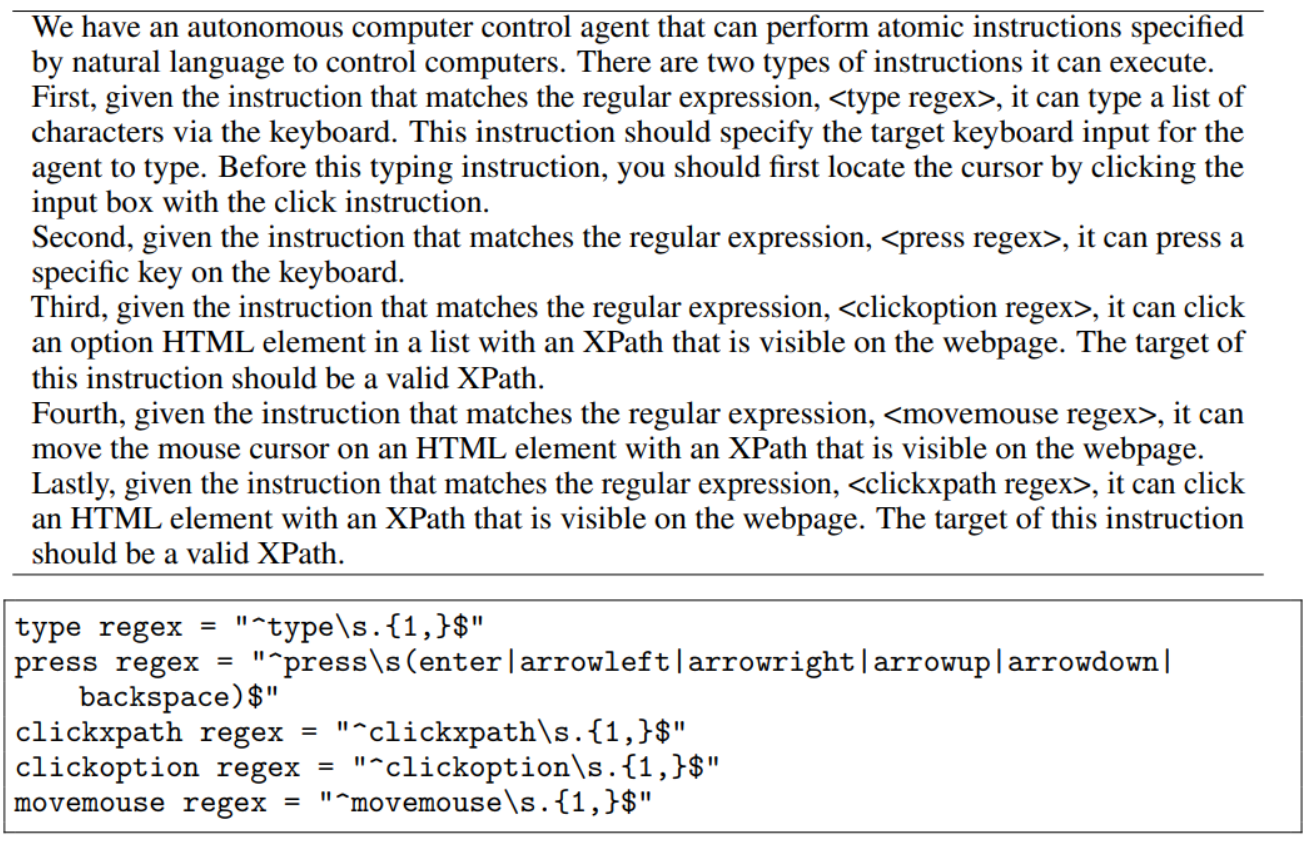 We have an autonomous computer control agent that can perform atomic instructions specified
by natural language to control computers. There are two types of instructions it can execute.
First, given the instruction that matches the regular expression, <type regex>, it can type a list of
characters via the keyboard. This instruction should specify the target keyboard input for the
agent to type. Before this typing instruction, you should first locate the cursor by clicking the
input box with the click instruction.
Second, given the instruction that matches the regular expression, <press regex>, it can press a
specific key on the keyboard.
Third, given the instruction that matches the regular expression, <clickoption regex>, it can click
an option HTML element in a list with an XPath that is visible on the webpage. The target of
this instruction should be a valid XPath.
Fourth, given the instruction that matches the regular expression, <movemouse regex>, it can
move the mouse cursor on an HTML element with an XPath that is visible on the webpage.
Lastly, given the instruction that matches the regular expression, <clickxpath regex>, it can click
an HTML element with an XPath that is visible on the webpage. The target of this instruction
should be a valid XPath.
type regex = "^type\s.{1,}$"
press regex = "^press\s(enter|arrowleft|arrowright|arrowup|arrowdown|
backspace)$"
clickxpath regex = "^clickxpath\s.{1,}$"
clickoption regex = "^clickoption\s.{1,}$"
movemouse regex = "^movemouse\s.{1,}$"